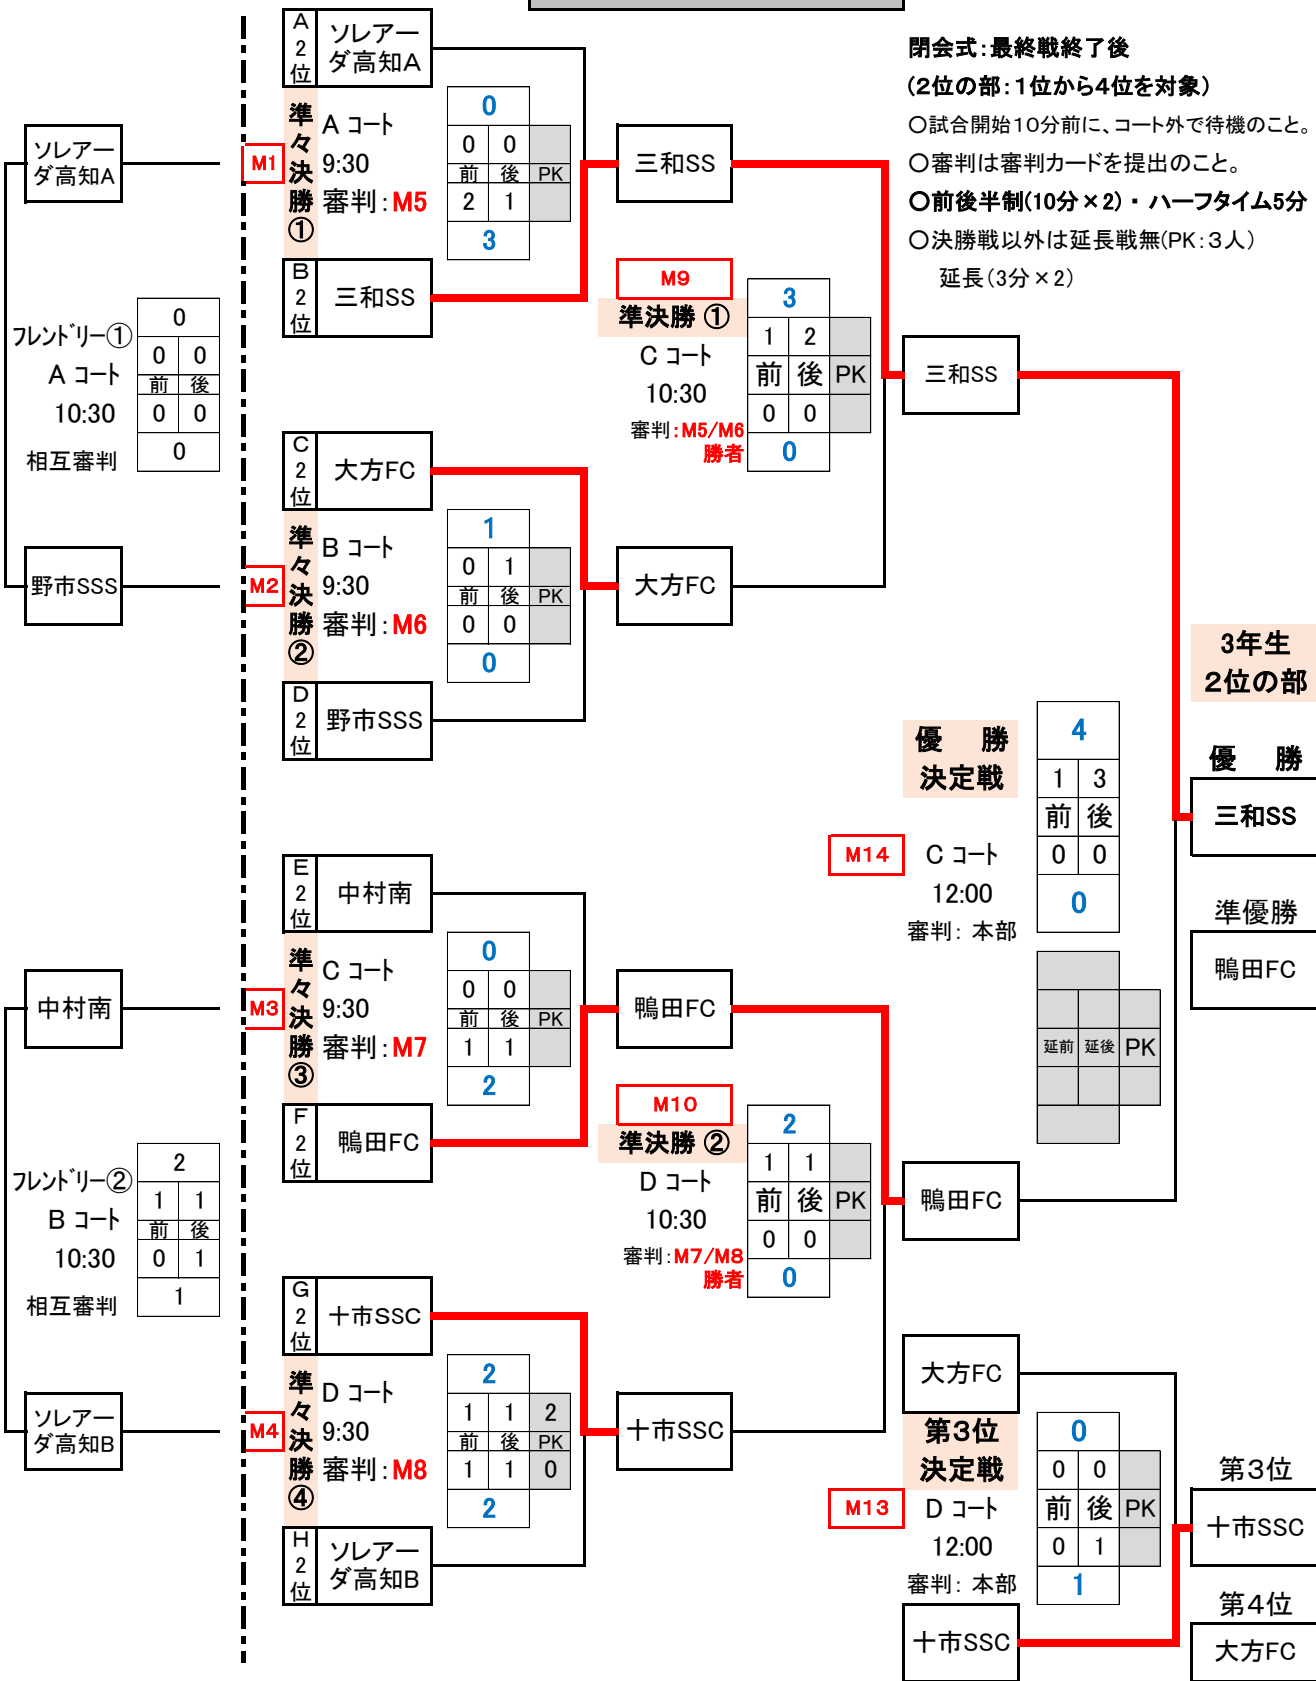 閉会式：最終戦終了後
(2位の部：1位から4位を対象)
○試合開始10分前に、コート外で待機のこと。
○審判は審判カードを提出のこと。
○前後半制(10分×2)・ハーフタイム5分
○決勝戦以外は延長戦無(PK：3人)
延長(3分×2)
ソレアーダ高知A
フレンドリー①
A コート
10:30
相互審判
0
0 0
前 後
0 0
0
野市SSS
中村南
フレンドリー②
B コート
10:30
相互審判
2
1 1
前 後
0 1
1
ソレアーダ高知B
A2位
ソレアー
ダ高知A
M1
準々決勝①
A コート
9:30
審判：M5
0
0 0
前 後 PK
2 1
3
B2位
三和SS
C2位
大方FC
M2
準々決勝②
B コート
9:30
審判：M6
1
0 1
前 後 PK
0 0
0
D2位
野市SSS
E2位
中村南
M3
準々決勝③
C コート
9:30
審判：M7
0
0 0
前 後 PK
1 1
2
F2位
鴨田FC
G2位
十市SSC
M4
準々決勝④
D コート
9:30
審判：M8
2
1 1 2
前 後 PK
1 1 0
2
H2位
ソレアー
ダ高知B
三和SS
M9
準決勝 ①
C コート
10:30
審判：M5/M6
勝者
3
1 2
前 後 PK
0 0
0
大方FC
鴨田FC
M10
準決勝 ②
D コート
10:30
審判：M7/M8
勝者
2
1 1
前 後 PK
0 0
0
十市SSC
三和SS
優 勝
決定戦
M14
C コート
12:00
審判： 本部
4
1 3
前 後
0 0
0
延前 延後 PK
鴨田FC
3年生
2位の部
優 勝
三和SS
準優勝
鴨田FC
大方FC
第3位
決定戦
M13
D コート
12:00
審判： 本部
0
0 0
前 後 PK
0 1
1
十市SSC
第3位
十市SSC
第4位
大方FC